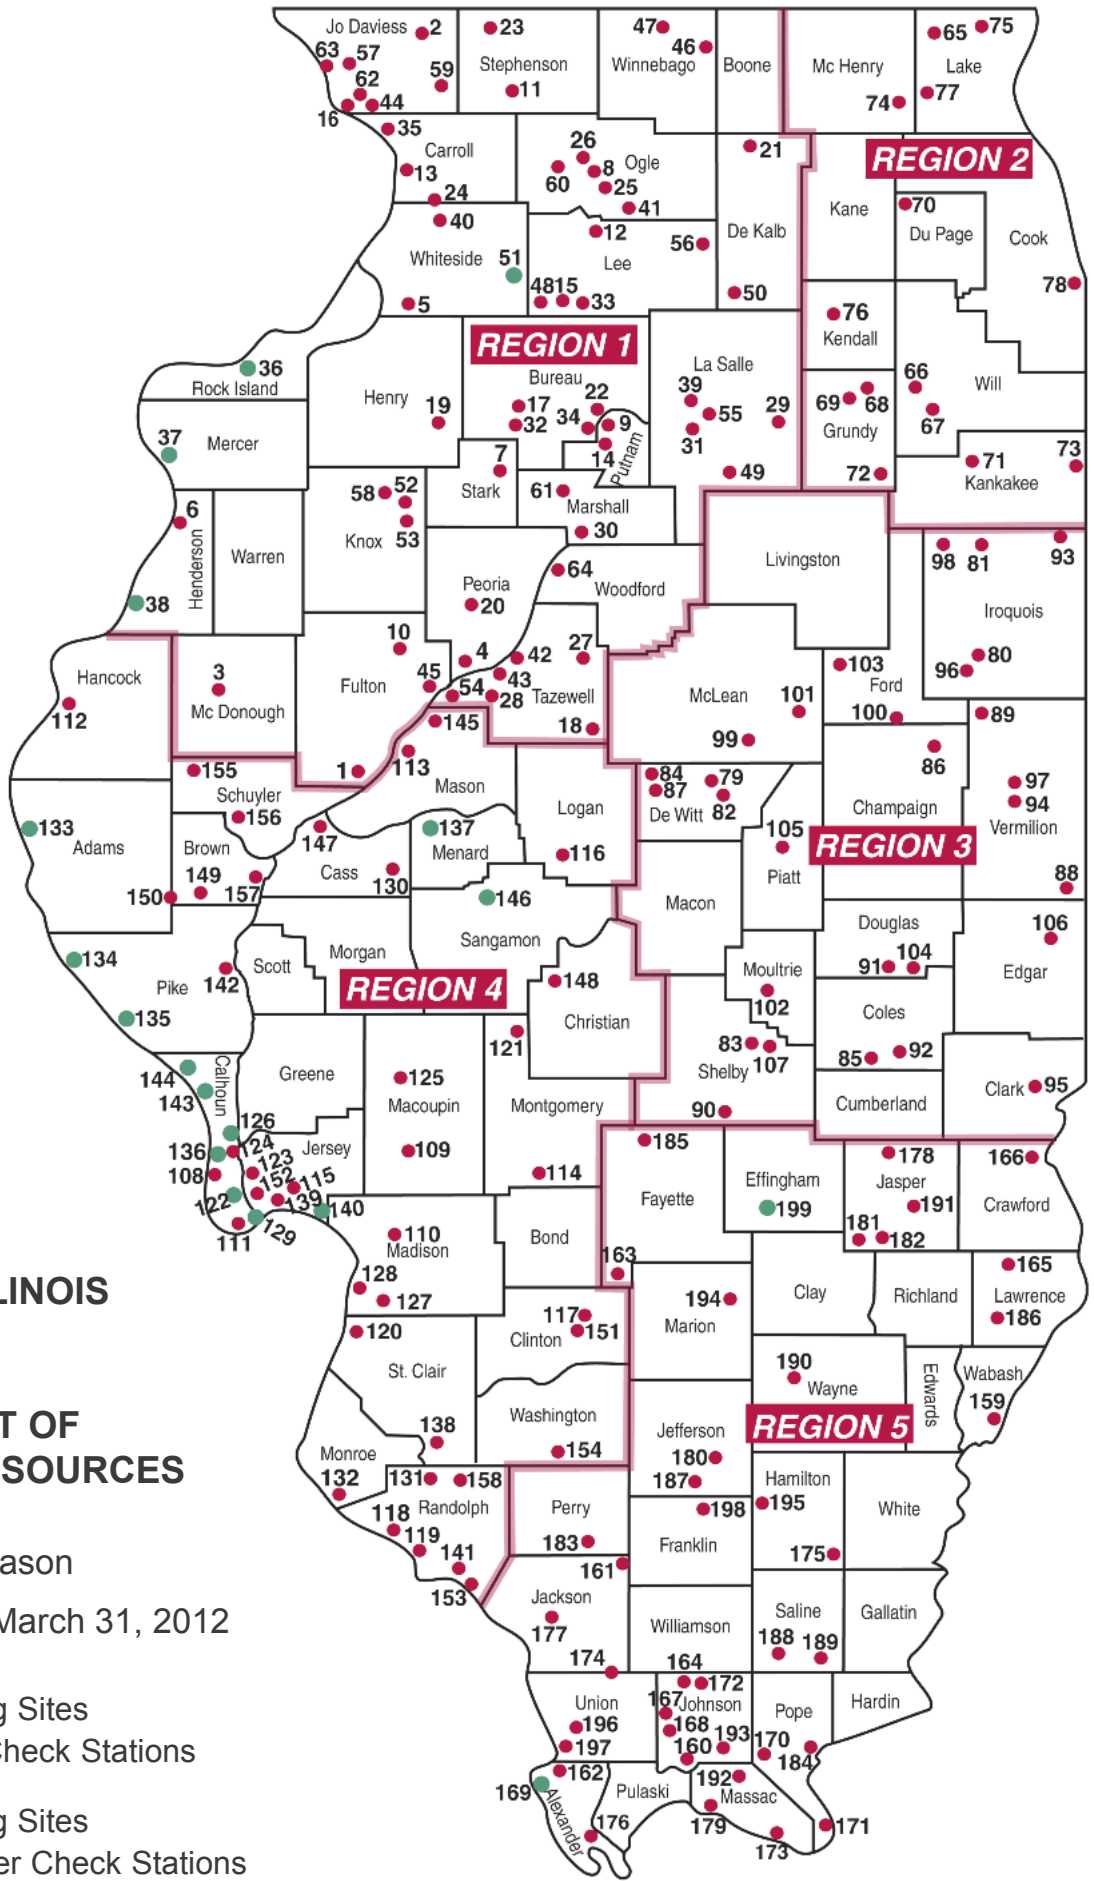 Jo Daviess
2
23
47
46
65
75
63
57
Stephenson
Winnebago
Boone
Mc Henry
Lake
62
59
11
77
16
44
74
35
Carroll
26
Ogle
21
REGION 2
13
60
8
25
24
41
Kane
70
40
12
De Kalb
Du Page
Cook
Whiteside
51
Lee
56
5
48
15
33
50
78
76
REGION 1
Kendall
36
La Salle
Rock Island
Bureau
Will
Henry
39
66
19
17
22
55
29
69
68
32
34
9
67
37
Mercer
31
Grundy
14
Putnam
7
49
72
71
73
Stark
Kankakee
58
52
61
Marshall
6
53
30
Knox
Henderson
Warren
Livingston
98
81
93
64
Woodford
Peoria
38
20
Iroquois
10
4
42
27
103
80
96
Hancock
3
Fulton
45
43
Ford
54
28
Tazewell
McLean
101
112
Mc Donough
145
18
100
89
113
99
86
155
1
84
79
97
Schuyler
Mason
87
82
94
De Witt
Champaign
156
Logan
Vermilion
133
147
137
105
REGION 3
Adams
Brown
Menard
116
149
Cass
Piatt
150
157
130
88
146
Macon
Douglas
106
Sangamon
134
Morgan
104
142
Scott
91
Edgar
Pike
REGION 4
148
Moultrie
102
135
Christian
Coles
121
83
107
85
92
144
Calhoun
Greene
125
Shelby
Clark
95
143
Macoupin
Montgomery
90
Cumberland
126
136
124
Jersey
109
185
178
166
108
123
Effingham
Jasper
152
115
114
Fayette
191
Crawford
122
139
140
199
111
129
110
Bond
181
182
Madison
163
165
LINOIS
128
194
Clay
Richland
Lawrence
127
117
186
120
Clinton
151
Marion
190
Edwards
Wabash
St. Clair
Wayne
159
T OF
Washington
REGION 5
138
Jefferson
SOURCES
Monroe
154
180
132
131
158
187
Hamilton
195
Randolph
Perry
198
White
118
183
Franklin
119
175
ason
141
161
153
Jackson
March 31, 2012
177
Williamson
Saline
Gallatin
188
189
174
164
172
g Sites
Union
167
Johnson
Pope
Hardin
196
168
193
170
Check Stations
197
160
184
162
192
169
Pulaski
Massac
Alexander
g Sites
176
179
171
173
er Check Stations